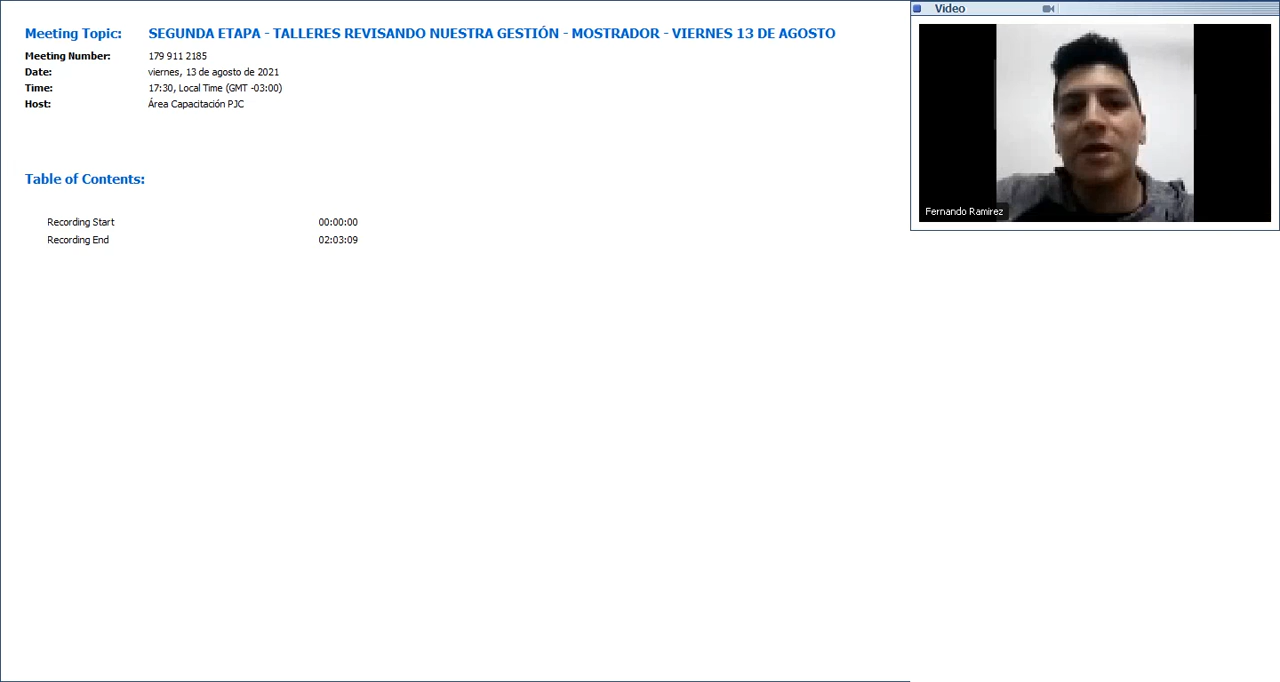 Meeting Topic: SEGUNDA ETAPA - TALLERES REVISANDO NUESTRA GESTIÓN - MOSTRADOR - VIERNES 13 DE AGOSTO
Meeting Number: 179 911 2185
Date: viernes, 13 de agosto de 2021
Time: 17:30, Local Time (GMT -03:00)
Host: Área Capacitación PJC
Table of Contents:
Recording Start 00:00:00
Recording End 02:03:09
Video
Fernando Ramirez